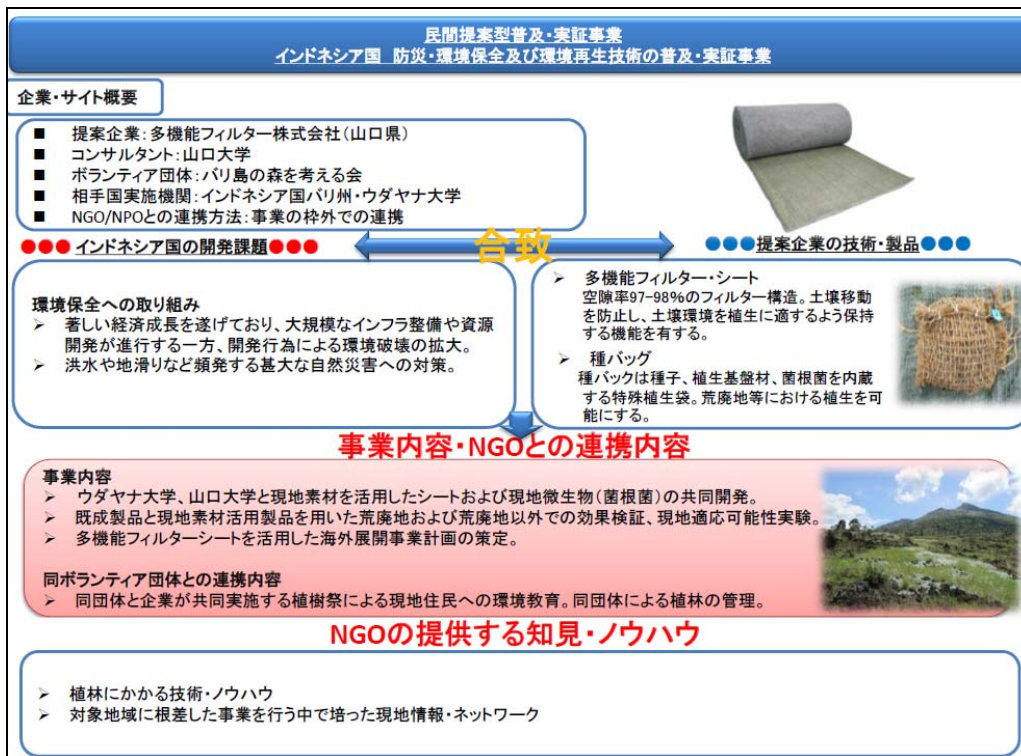 民間提案型普及・実証事業
インドネシア国 防災・環境保全及び環境再生技術の普及・実証事業
企業・サイト概要
■ 提案企業:多機能フィルター株式会社(山口県)
■ コンサルタント:山口大学
■ ボランティア団体:バリ島の森を考える会
■ 相手国実施機関:インドネシア国バリ州・ウダヤナ大学
■ NGO/NPOとの連携方法:事業の枠外での連携
●●●インドネシア国の開発課題●●●
合致
●●●提案企業の技術・製品●●●
環境保全への取り組み
➢ 著しい経済成長を遂げており、大規模なインフラ整備や資源
開発が進行する一方、開発行為による環境破壊の拡大。
➢ 洪水や地滑りなど頻発する甚大な自然災害への対策。
➢ 多機能フィルター・シート
空隙率97-98%のフィルター構造。土壌移動
を防止し、土壌環境を植生に適するよう保持
する機能を有する。
➢ 種バッグ
種バックは種子、植生基盤材、菌根菌を内蔵
する特殊植生袋。荒廃地等における植生を可
能にする。
事業内容・NGOとの連携内容
事業内容
➢ ウダヤナ大学、山口大学と現地素材を活用したシートおよび現地微生物(菌根菌)の共同開発。
➢ 既成製品と現地素材活用製品を用いた荒廃地および荒廃地以外での効果検証、現地適応可能性実験。
➢ 多機能フィルターシートを活用した海外展開事業計画の策定。
同ボランティア団体との連携内容
➢ 同団体と企業が共同実施する植樹祭による現地住民への環境教育。同団体による植林の管理。
NGOの提供する知見・ノウハウ
➢ 植林にかかる技術・ノウハウ
➢ 対象地域に根差した事業を行う中で培った現地情報・ネットワーク